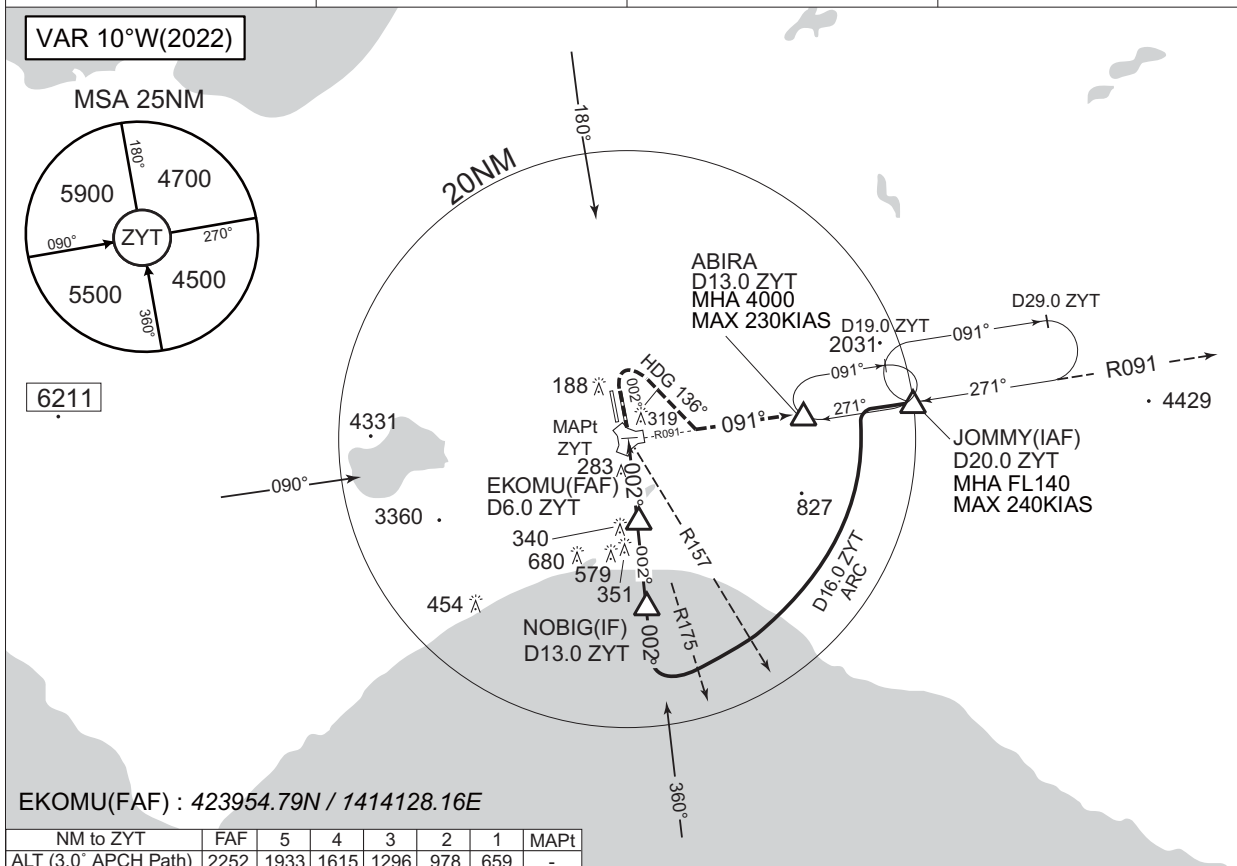 VAR 10°W(2022)
MSA 25NM
180°
5900
4700
090°
ZYT
270°
5500
4500
360°
6211
180°
20NM
ABIRA
D13.0 ZYT
MHA 4000
MAX 230KIAS
D19.0 ZYT
2031
D29.0 ZYT
091°
091°
R091
271°
271°
4429
JOMMY(IAF)
D20.0 ZYT
MHA FL140
MAX 240KIAS
188
002°
HDG 136°
319
091°
R091
MAPt
ZYT
4331
283
002°
090°
EKOMU(FAF)
D6.0 ZYT
3360
340
680
579
351
002°
R157
827
D16.0 ZYT
ARC
454
NOBIG(IF)
D13.0 ZYT
002°
R175
360°
EKOMU(FAF) : 423954.79N / 1414128.16E
NM to ZYT FAF 5 4 3 2 1 MAPt
ALT (3.0° APCH Path) 2252 1933 1615 1296 978 659 -